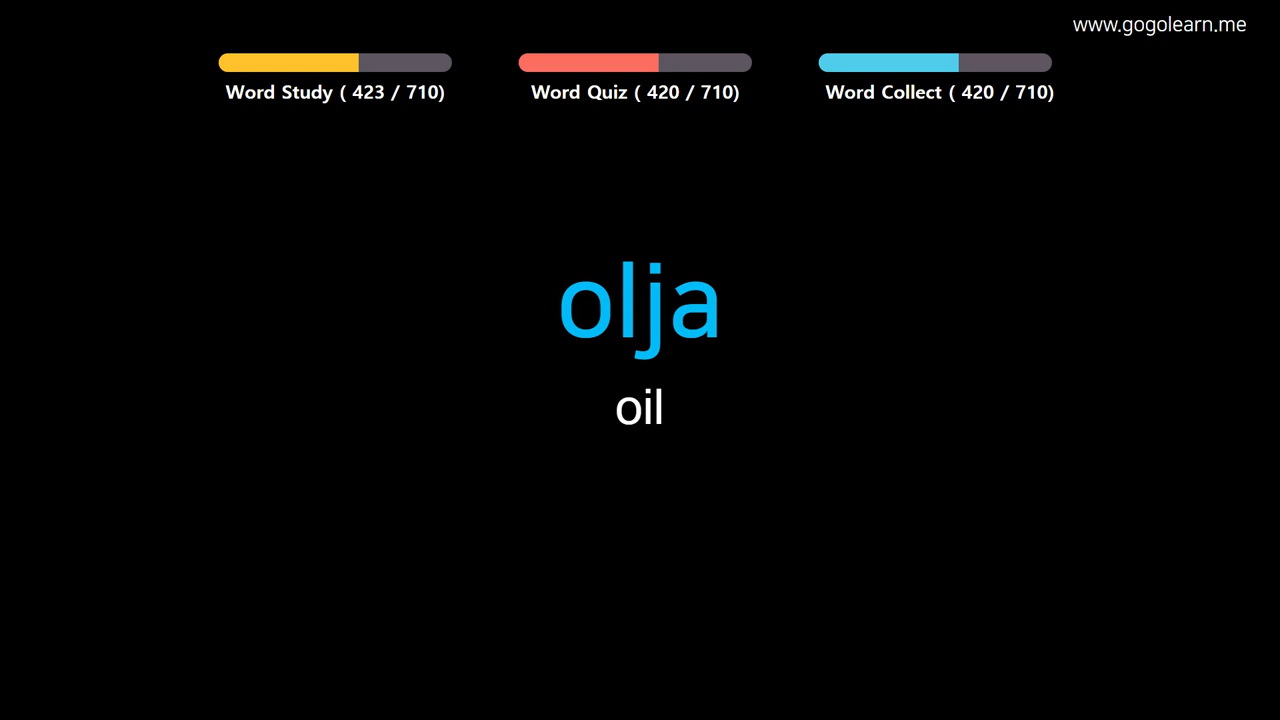 www.gogolearn.me
Word Study ( 423 / 710)
Word Quiz ( 420 / 710)
Word Collect ( 420 / 710)
olja
oil